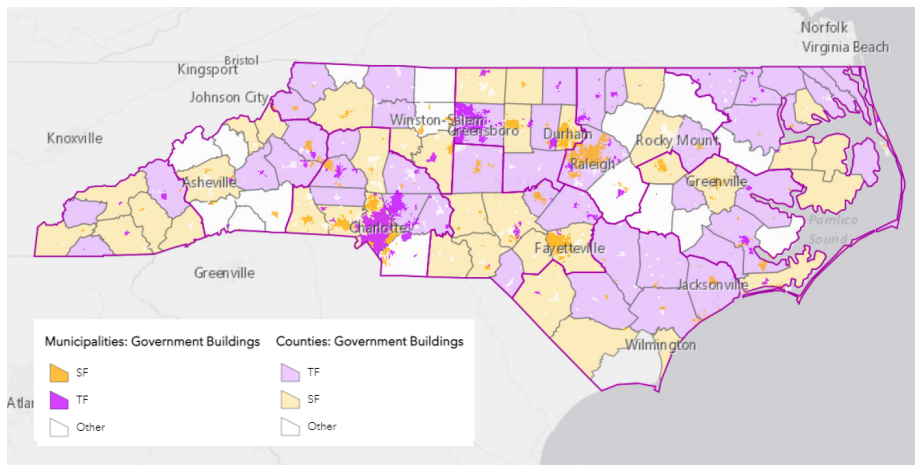 Norfolk
Virginia Beach
Bristol
Kingsport
Johnson City
Knoxville
Winston-Salem
Greensboro
Durham
Rocky Mount
Raleigh
Asheville
Greenville
Pamlico
Sound
Charlotte
Fayetteville
Greenville
Jacksonville
Wilmington
Municipalities: Government Buildings
Counties: Government Buildings
SF
TF
TF
SF
Other
Other